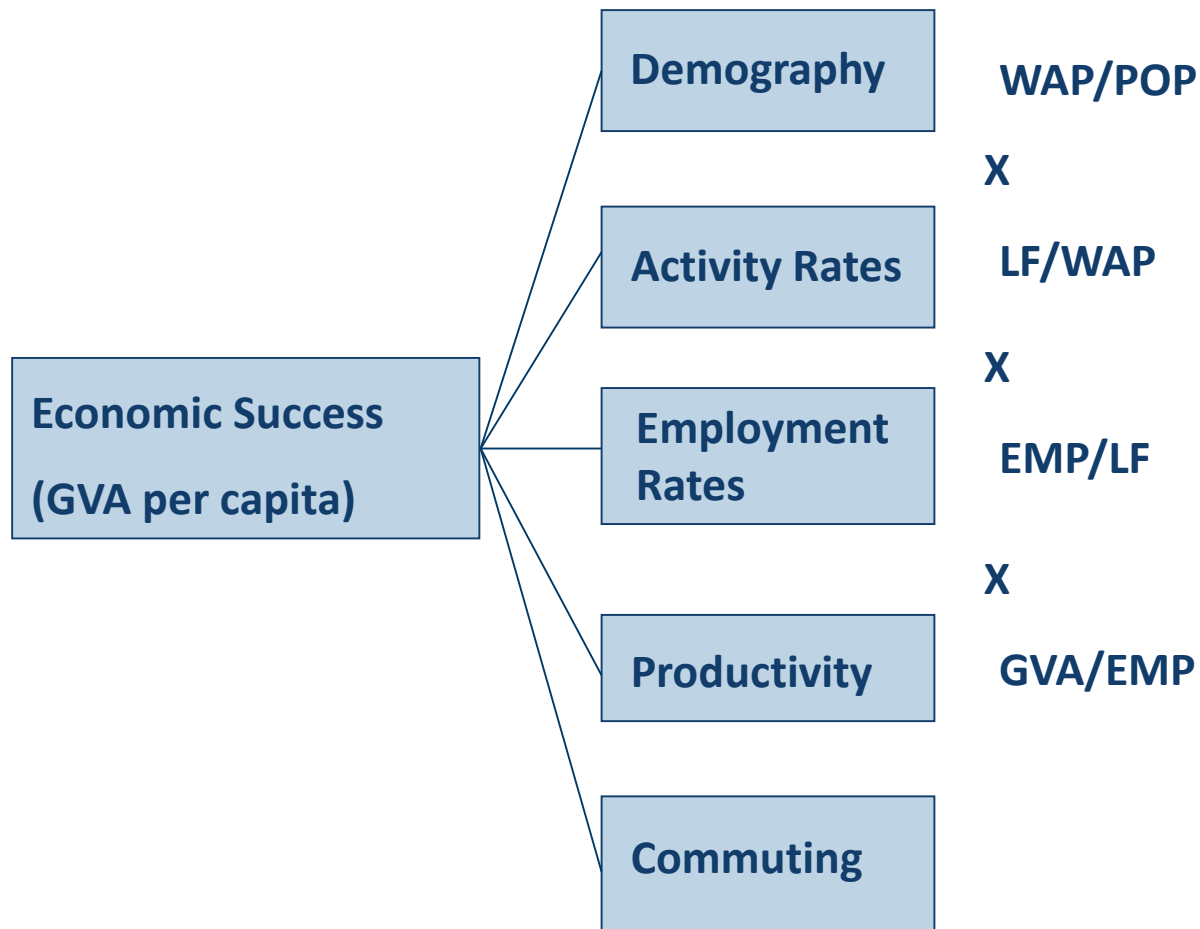 Demography
WAP/POP
X
Activity Rates
LF/WAP
X
Economic Success
(GVA per capita)
Employment
Rates
EMP/LF
X
Productivity
GVA/EMP
Commuting